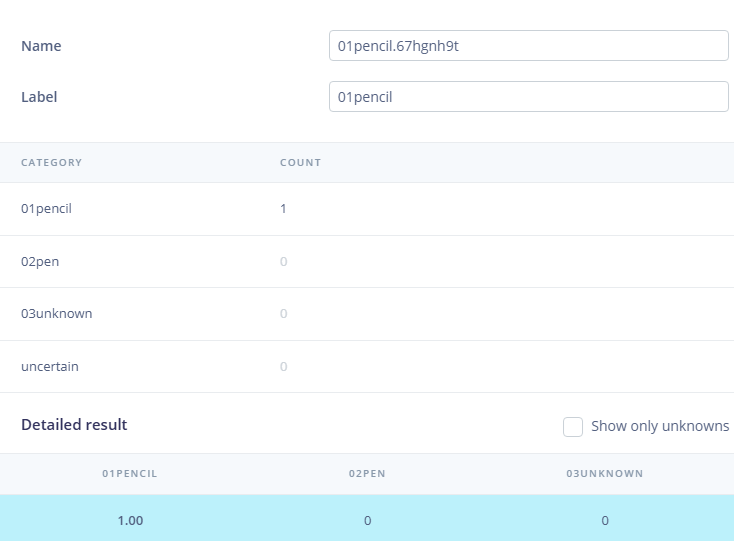 Name 01pencil.67hgnh9t
Label 01pencil
CATEGORY COUNT
01pencil 1
02pen 0
03unknown 0
uncertain 0
Detailed result Show only unknowns
01PENCIL 02PEN 03UNKNOWN
1.00 0 0